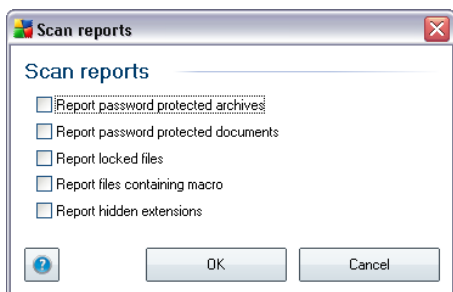 Scan reports
Scan reports
Report password protected archives
Report password protected documents
Report locked files
Report files containing macro
Report hidden extensions
?
OK
Cancel